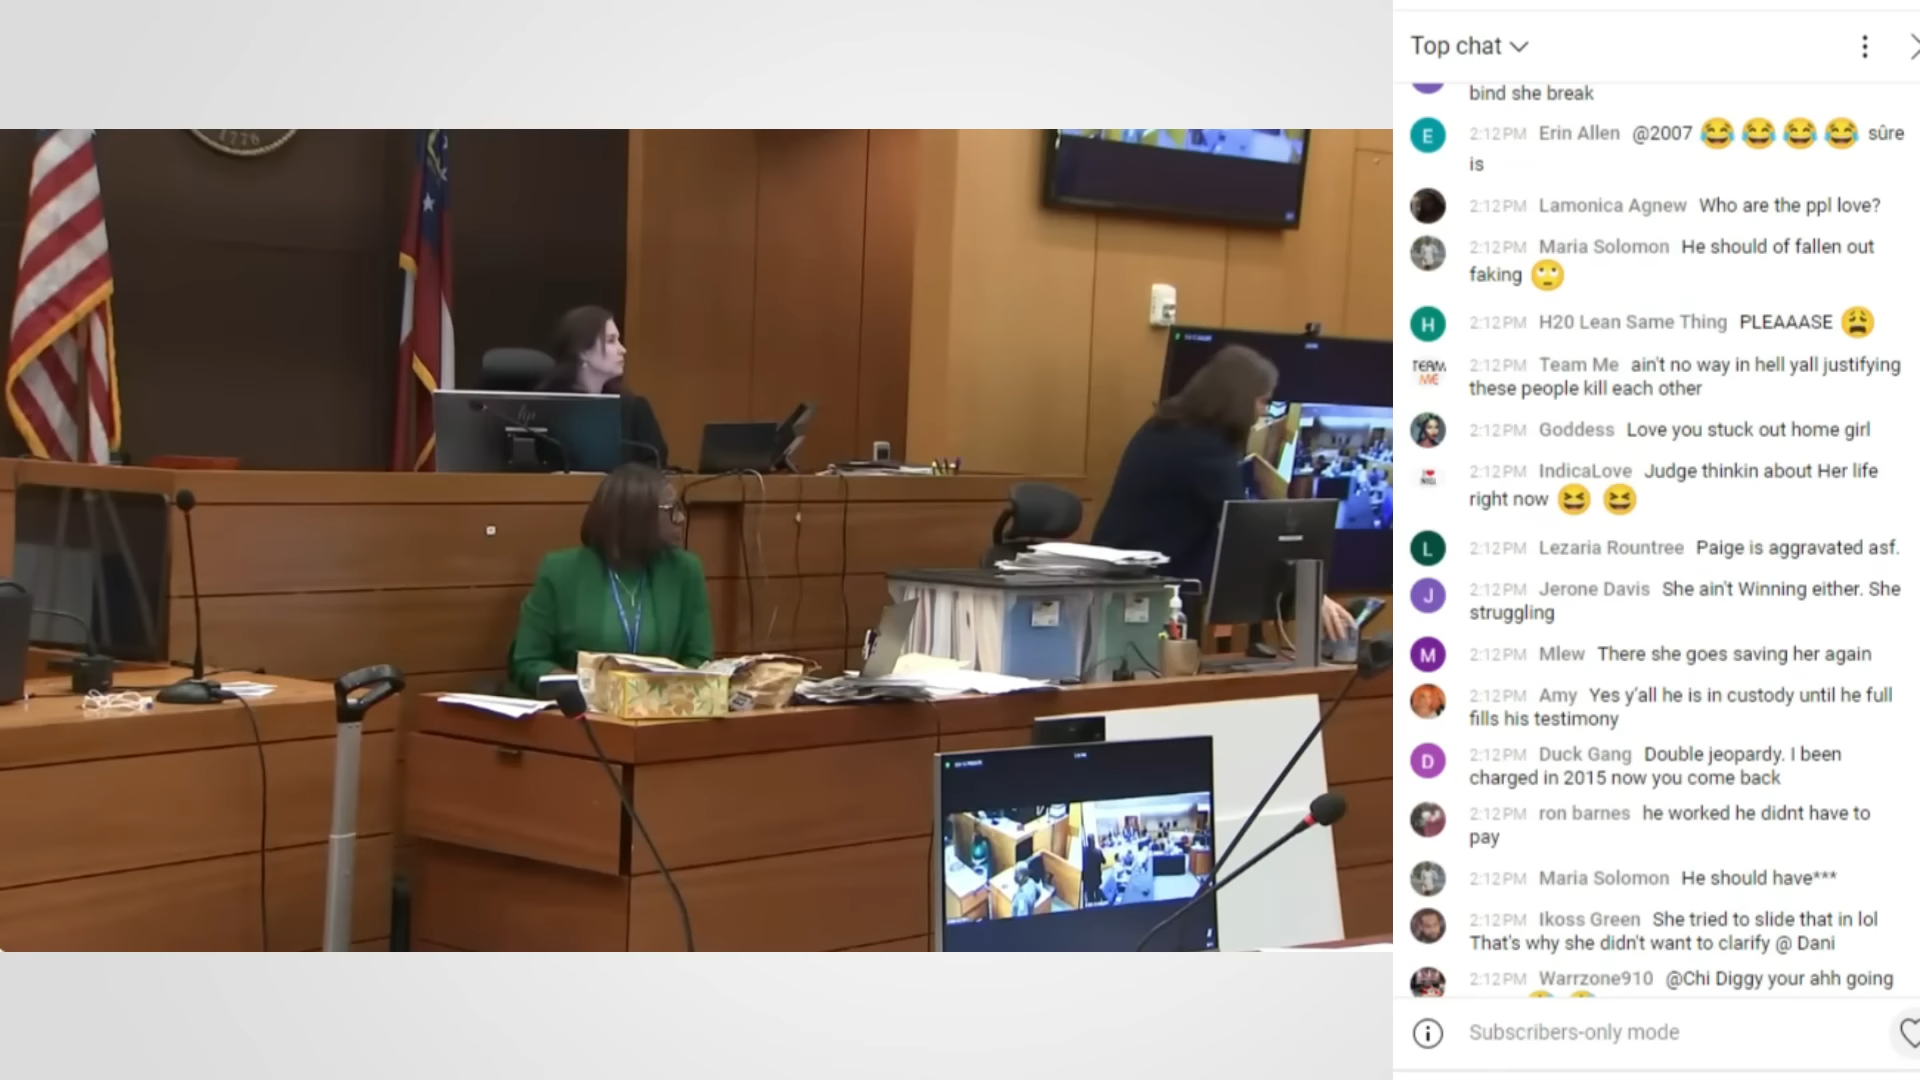 1776
hp
Top chat
bind she break
E 2:12 PM Erin Allen @2007 😂😂😂😂 sûre
is
2:12 PM Lamonica Agnew Who are the ppl love?
2:12 PM Maria Solomon He should of fallen out
faking 🙄
H 2:12 PM H20 Lean Same Thing PLEAAASE 😩
TEAM ME 2:12 PM Team Me ain't no way in hell yall justifying
these people kill each other
2:12 PM Goddess Love you stuck out home girl
2:12 PM IndicaLove Judge thinkin about Her life
right now 😆 😆
L 2:12 PM Lezaria Rountree Paige is aggravated asf.
J 2:12 PM Jerone Davis She ain't Winning either. She
struggling
M 2:12 PM Mlew There she goes saving her again
2:12 PM Amy Yes y'all he is in custody until he full
fills his testimony
D 2:12 PM Duck Gang Double jeopardy. I been
charged in 2015 now you come back
2:12 PM ron barnes he worked he didnt have to
pay
2:12 PM Maria Solomon He should have***
2:12 PM Ikoss Green She tried to slide that in lol
That's why she didn't want to clarify @ Dani
2:12 PM Warrzone910 @Chi Diggy your ahh going
Subscribers-only mode